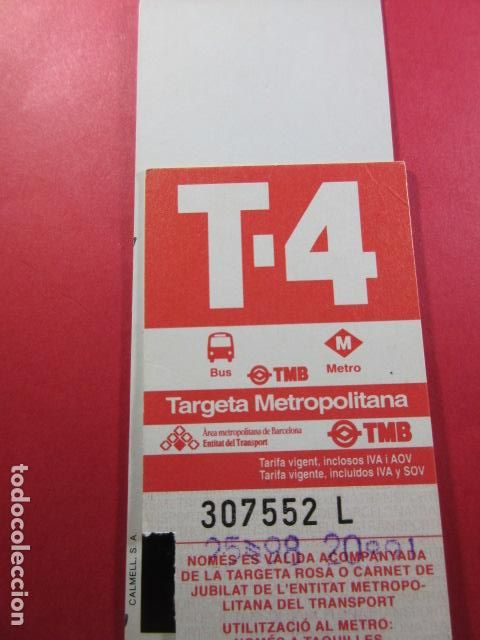 T-4
Bus
TMB
M
Metro
Targeta Metropolitana
Àrea metropolitana de Barcelona
Entitat del Transport
TMB
Tarifa vigent, inclosos IVA i AOV
Tarifa vigente, incluidos IVA y SOV
307552 L
NOMÉS ÉS VÀLIDA ACOMPANYADA
DE LA TARGETA ROSA O CARNET DE
JUBILAT DE L'ENTITAT METROPO-
LITANA DEL TRANSPORT
UTILITZACIÓ AL METRO:
NOMÉS A TAQUILLES
CALMELL, S. A.
todocoleccion